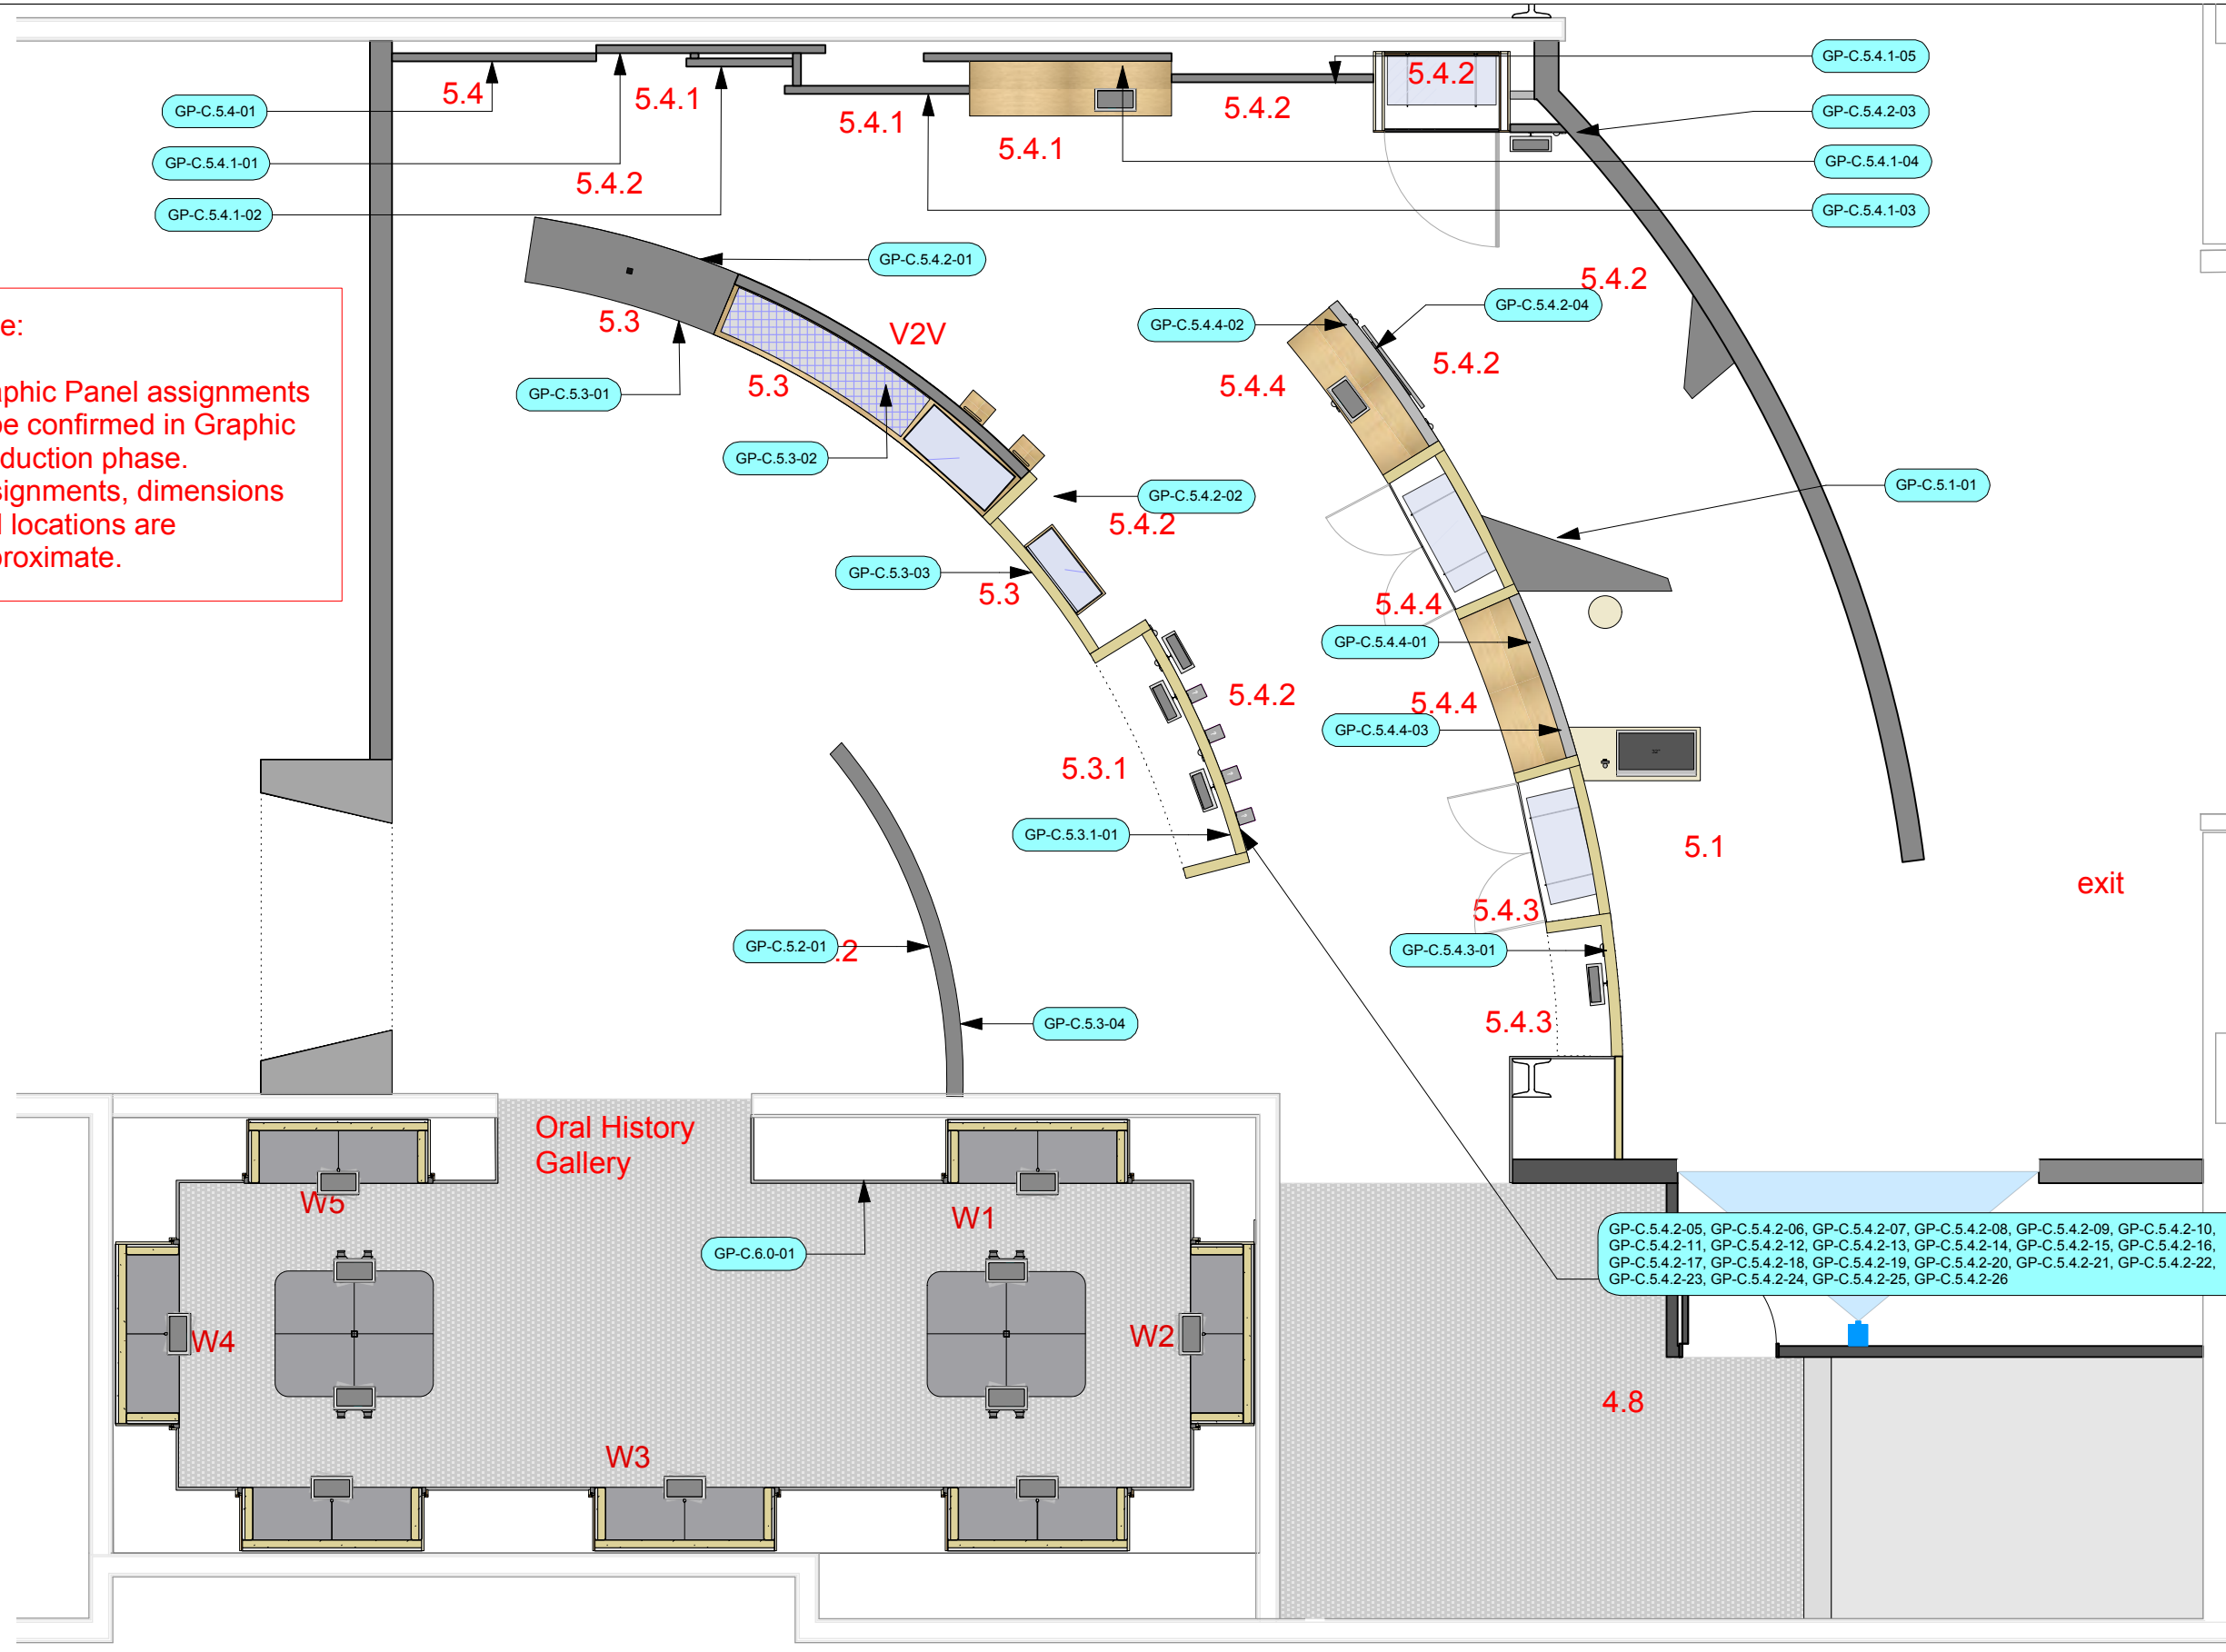 GP-C.5.4-01
5.4
5.4.1
5.4.1
5.4.1
5.4.2
5.4.2
GP-C.5.4.1-05
GP-C.5.4.2-03
GP-C.5.4.1-04
GP-C.5.4.1-03
GP-C.5.4.1-01
5.4.2
GP-C.5.4.1-02
GP-C.5.4.2-01
5.4.2
GP-C.5.4.2-04
GP-C.5.4.4-02
5.3
V2V
5.4.2
5.4.4
e:
aphic Panel assignments
be confirmed in Graphic
duction phase.
signments, dimensions
d locations are
proximate.
GP-C.5.3-01
5.3
GP-C.5.3-02
GP-C.5.4.2-02
5.4.2
GP-C.5.1-01
GP-C.5.3-03
5.3
5.4.4
GP-C.5.4.4-01
5.4.2
5.4.4
GP-C.5.4.4-03
5.3.1
GP-C.5.3.1-01
5.1
exit
5.4.3
GP-C.5.2-01
.2
GP-C.5.4.3-01
GP-C.5.3-04
5.4.3
Oral History
Gallery
W5
W1
GP-C.6.0-01
GP-C.5.4.2-05, GP-C.5.4.2-06, GP-C.5.4.2-07, GP-C.5.4.2-08, GP-C.5.4.2-09, GP-C.5.4.2-10,
GP-C.5.4.2-11, GP-C.5.4.2-12, GP-C.5.4.2-13, GP-C.5.4.2-14, GP-C.5.4.2-15, GP-C.5.4.2-16,
GP-C.5.4.2-17, GP-C.5.4.2-18, GP-C.5.4.2-19, GP-C.5.4.2-20, GP-C.5.4.2-21, GP-C.5.4.2-22,
GP-C.5.4.2-23, GP-C.5.4.2-24, GP-C.5.4.2-25, GP-C.5.4.2-26
W4
W2
4.8
W3